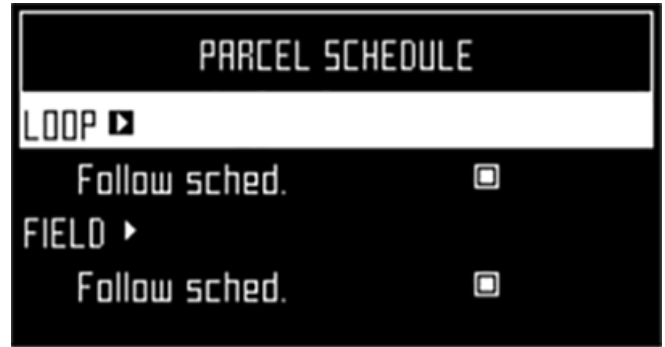 PARCEL SCHEDULE
LOOP
Follow sched.
FIELD
Follow sched.